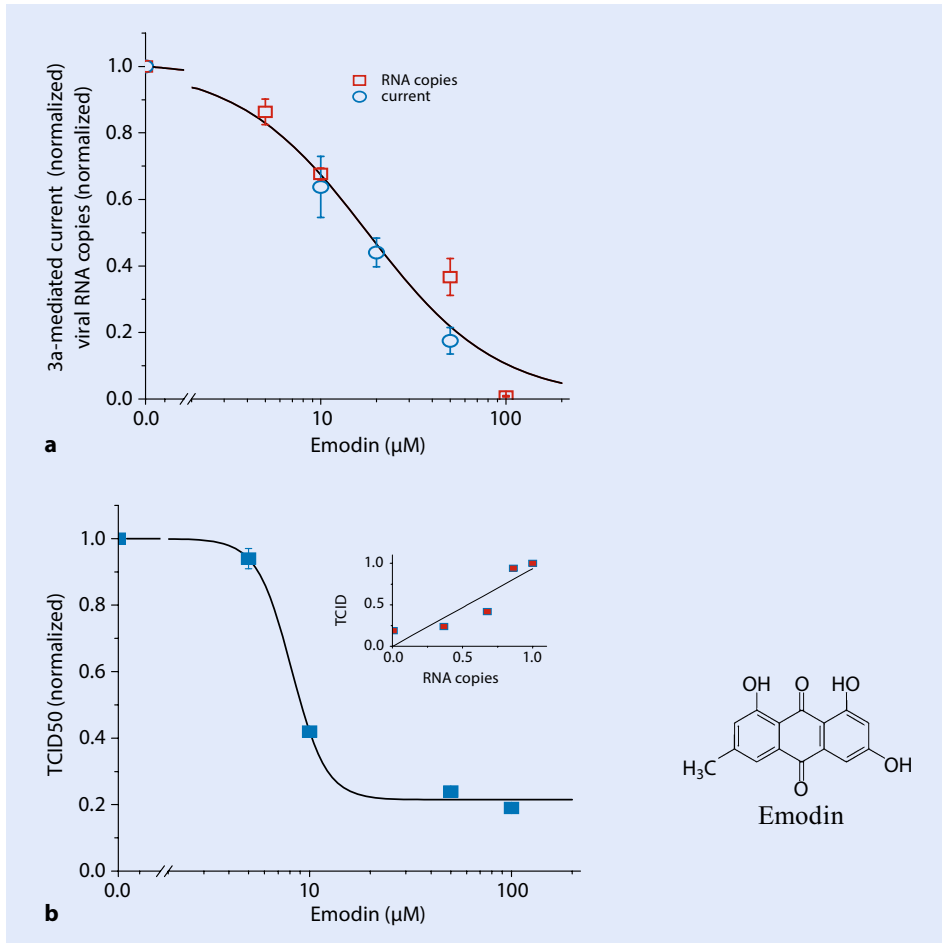 3a-mediated current (normalized)
viral RNA copies (normalized)
1.0
0.8
0.6
0.4
0.2
0.0
RNA copies
current
0.0
10
100
Emodin (µM)
a
TCID50 (normalized)
1.0
0.8
0.6
0.4
0.2
0.0
TCID
1.0
0.5
0.0
0.0
0.5
1.0
RNA copies
0.0
10
100
Emodin (µM)
b
OH O HO
H₃C
OH
O
Emodin